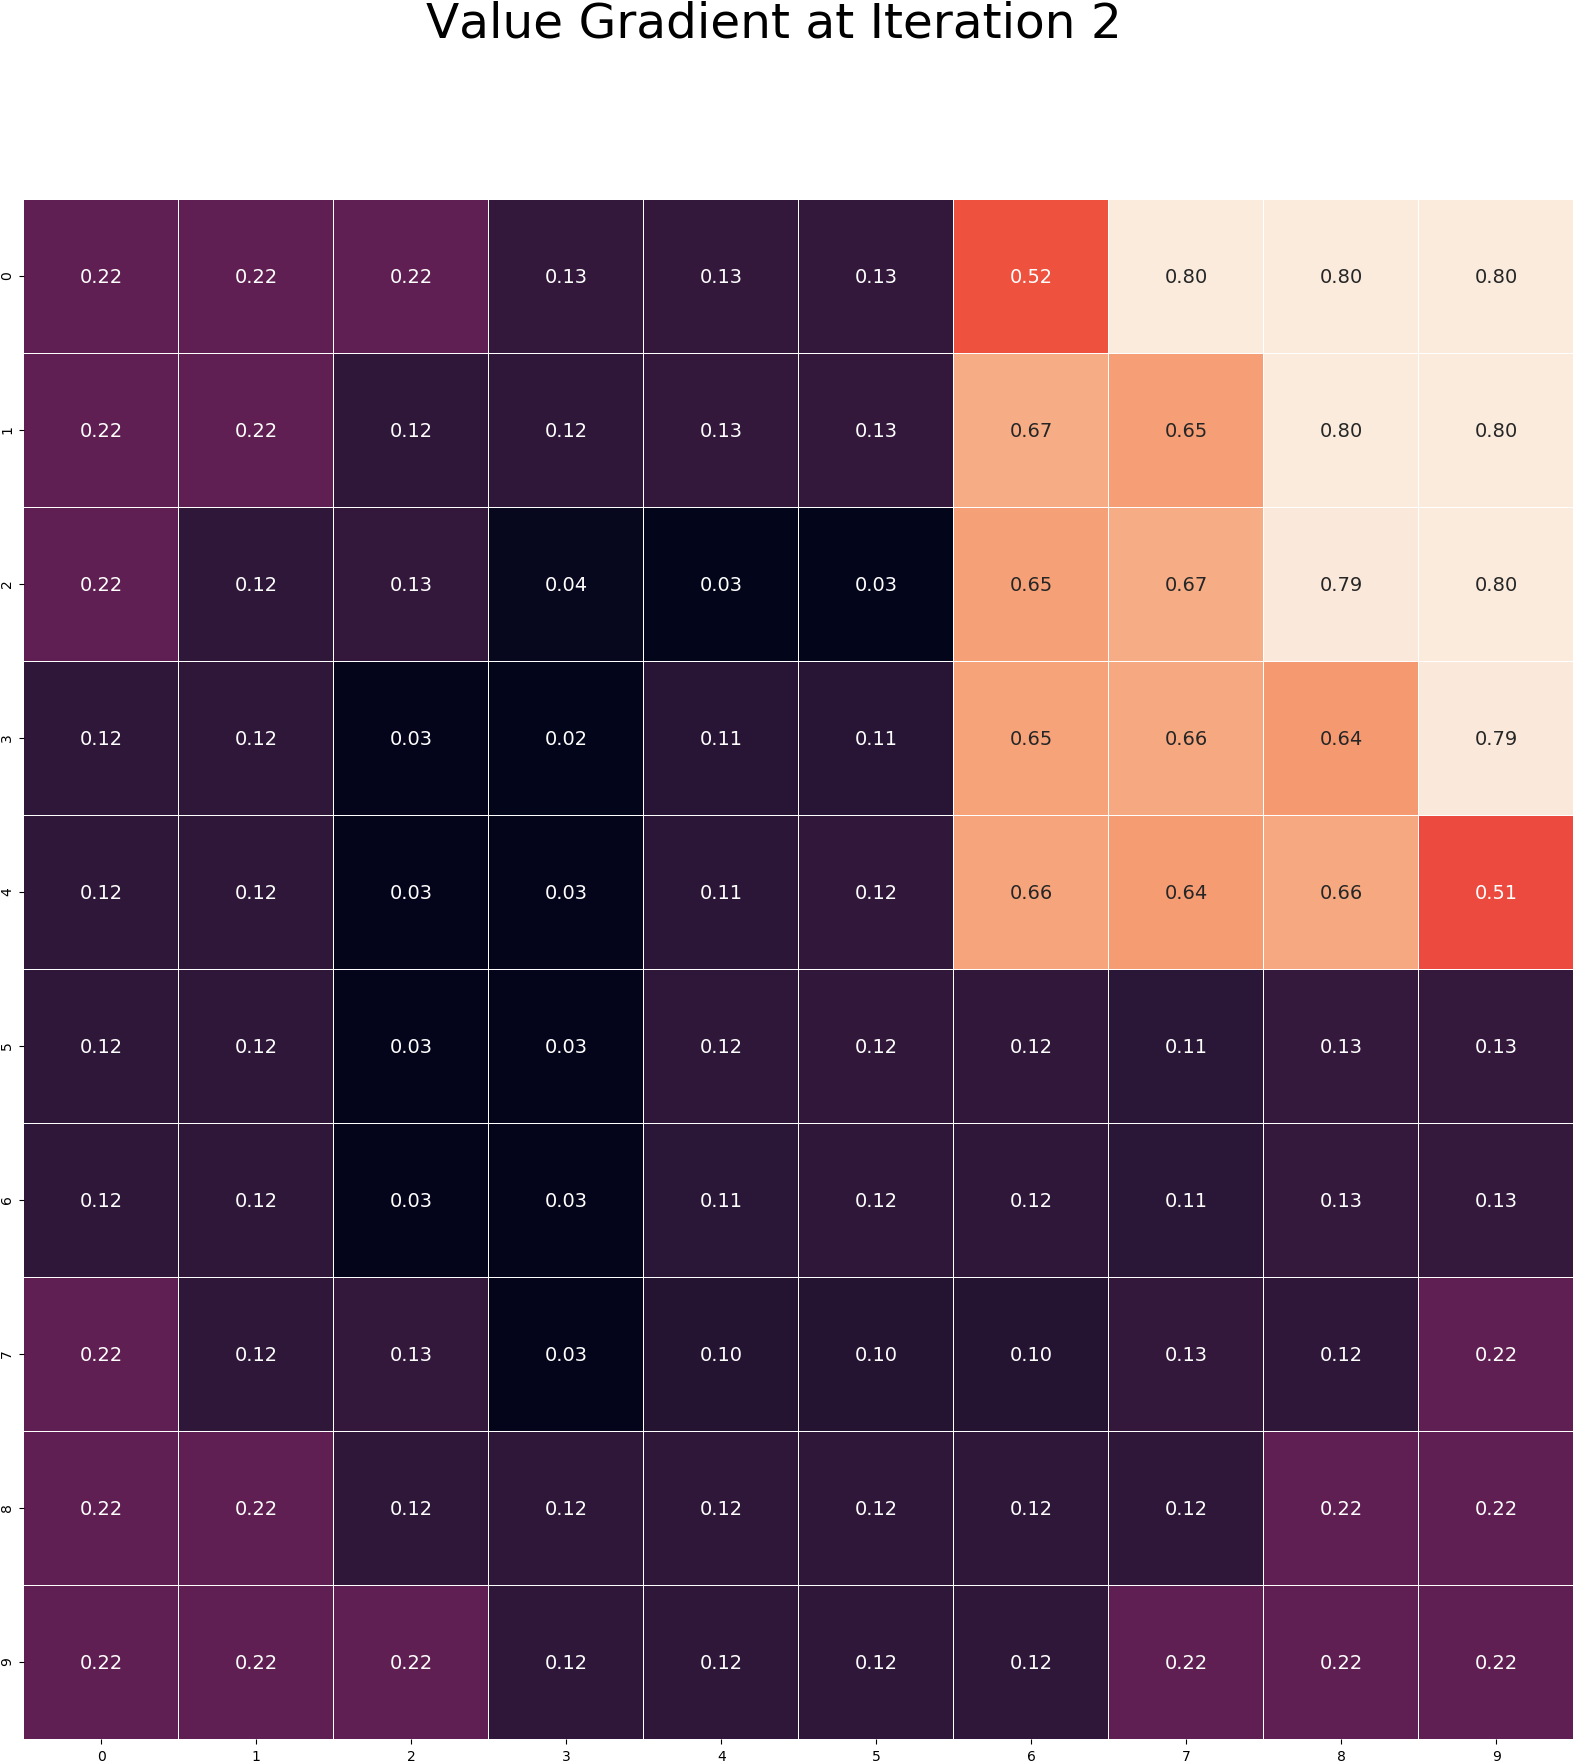 Value Gradient at Iteration 2
0 0.22 0.22 0.22 0.13 0.13 0.13 0.52 0.80 0.80 0.80
1 0.22 0.22 0.12 0.12 0.13 0.13 0.67 0.65 0.80 0.80
2 0.22 0.12 0.13 0.04 0.03 0.03 0.65 0.67 0.79 0.80
3 0.12 0.12 0.03 0.02 0.11 0.11 0.65 0.66 0.64 0.79
4 0.12 0.12 0.03 0.03 0.11 0.12 0.66 0.64 0.66 0.51
5 0.12 0.12 0.03 0.03 0.12 0.12 0.12 0.11 0.13 0.13
6 0.12 0.12 0.03 0.03 0.11 0.12 0.12 0.11 0.13 0.13
7 0.22 0.12 0.13 0.03 0.10 0.10 0.10 0.13 0.12 0.22
8 0.22 0.22 0.12 0.12 0.12 0.12 0.12 0.12 0.22 0.22
9 0.22 0.22 0.22 0.12 0.12 0.12 0.12 0.22 0.22 0.22
0 1 2 3 4 5 6 7 8 9